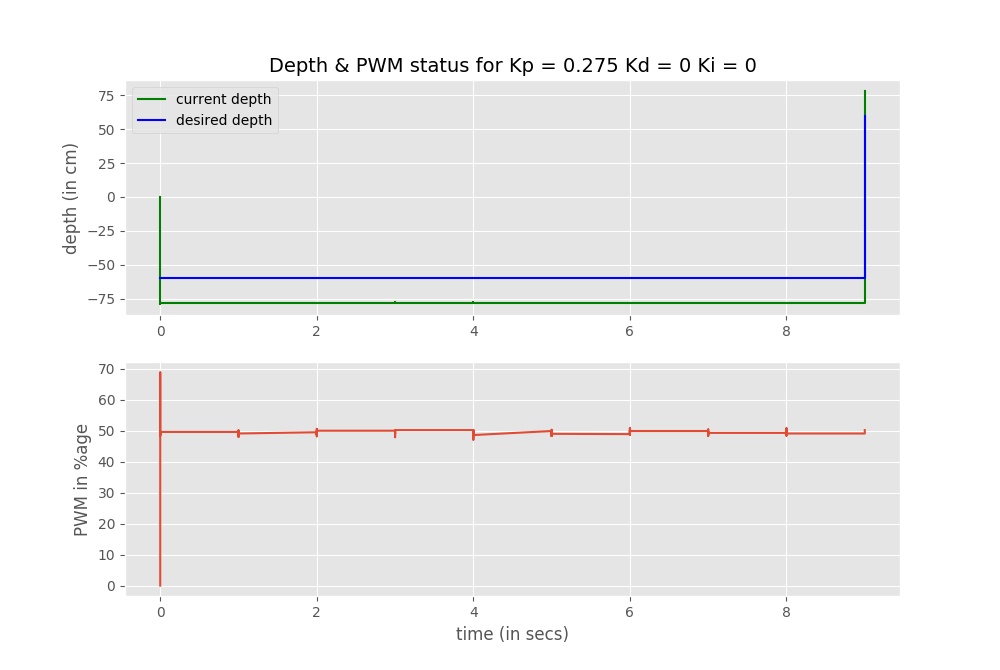 Depth & PWM status for Kp = 0.275 Kd = 0 Ki = 0
current depth
desired depth
depth (in cm)
75
50
25
0
−25
−50
−75
0 2 4 6 8
PWM in %age
70
60
50
40
30
20
10
0
0 2 4 6 8
time (in secs)